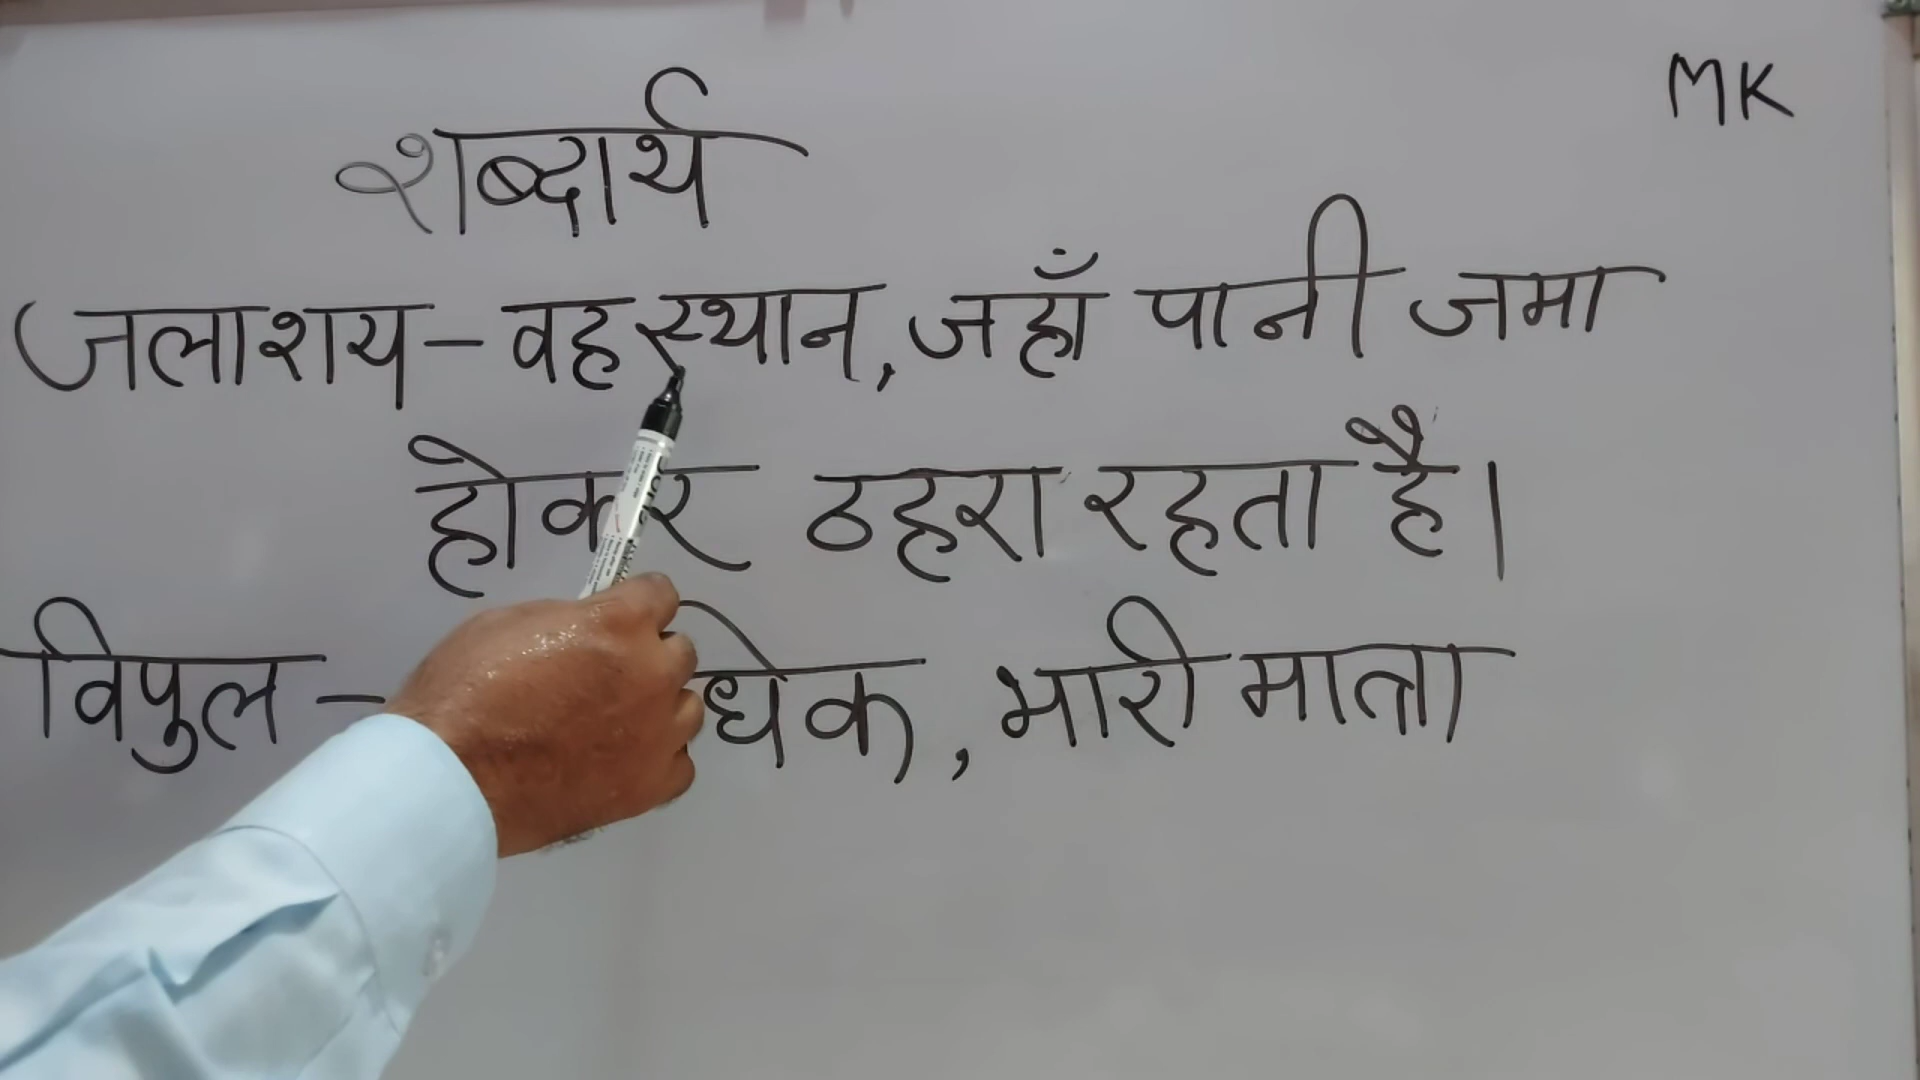 MK
शब्दार्थ
जलाशय – वह स्थान, जहाँ पानी जमा
होकर ठहरा रहता है।
विपुल – , भारी मात्रा